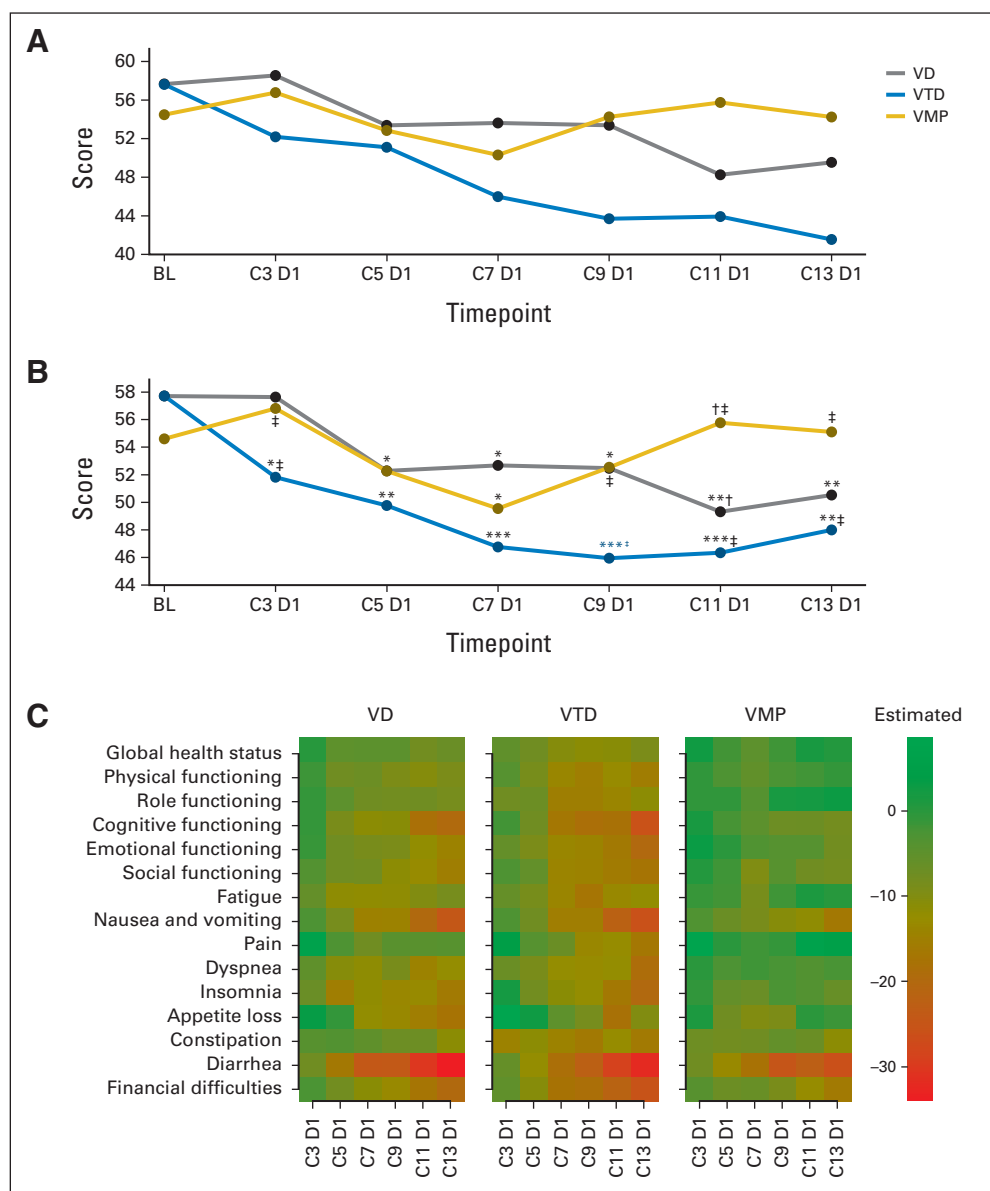 A
60
56
52
48
44
40
Score
BL
C3 D1
C5 D1
C7 D1
C9 D1
C11 D1
C13 D1
Timepoint
VD
VTD
VMP
B
58
56
54
52
50
48
46
44
Score
‡
*‡
*
**
*
*
***
*
‡
***‡
†‡
**†
***‡
‡
**
**‡
BL
C3 D1
C5 D1
C7 D1
C9 D1
C11 D1
C13 D1
Timepoint
C
VD
VTD
VMP
Estimated
Global health status
Physical functioning
Role functioning
Cognitive functioning
Emotional functioning
Social functioning
Fatigue
Nausea and vomiting
Pain
Dyspnea
Insomnia
Appetite loss
Constipation
Diarrhea
Financial difficulties
0
−10
−20
−30
C3 D1
C5 D1
C7 D1
C9 D1
C11 D1
C13 D1
C3 D1
C5 D1
C7 D1
C9 D1
C11 D1
C13 D1
C3 D1
C5 D1
C7 D1
C9 D1
C11 D1
C13 D1